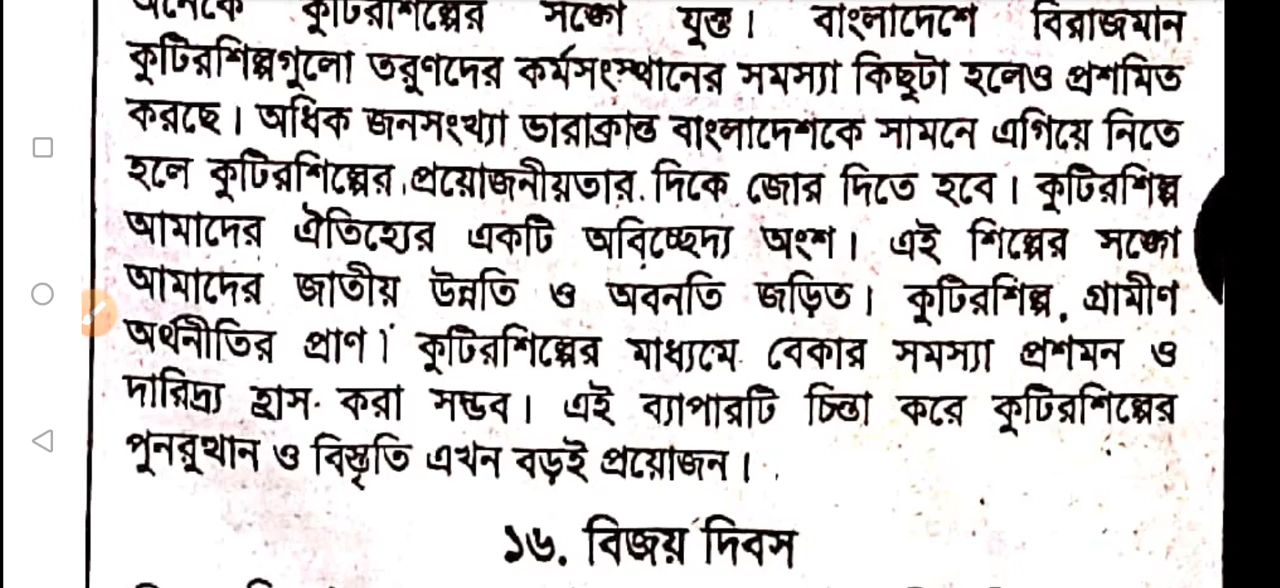 অনেকে কুটিরশিল্পের সঙ্গে যুক্ত। বাংলাদেশে বিরাজমান
কুটিরশিল্পগুলো তরুণদের কর্মসংস্থানের সমস্যা কিছুটা হলেও প্রশমিত
করছে। অধিক জনসংখ্যা ভারাক্রান্ত বাংলাদেশকে সামনে এগিয়ে নিতে
হলে কুটিরশিল্পের প্রয়োজনীয়তার দিকে জোর দিতে হবে। কুটিরশিল্প
আমাদের ঐতিহ্যের একটি অবিচ্ছেদ্য অংশ। এই শিল্পের সঙ্গে
আমাদের জাতীয় উন্নতি ও অবনতি জড়িত। কুটিরশিল্প গ্রামীণ
অর্থনীতির প্রাণ। কুটিরশিল্পের মাধ্যমে বেকার সমস্যা প্রশমন ও
দারিদ্র্য হ্রাস করা সম্ভব। এই ব্যাপারটি চিন্তা করে কুটিরশিল্পের
পুনরুত্থান ও বিস্তৃতি এখন বড়ই প্রয়োজন।
১৬. বিজয় দিবস